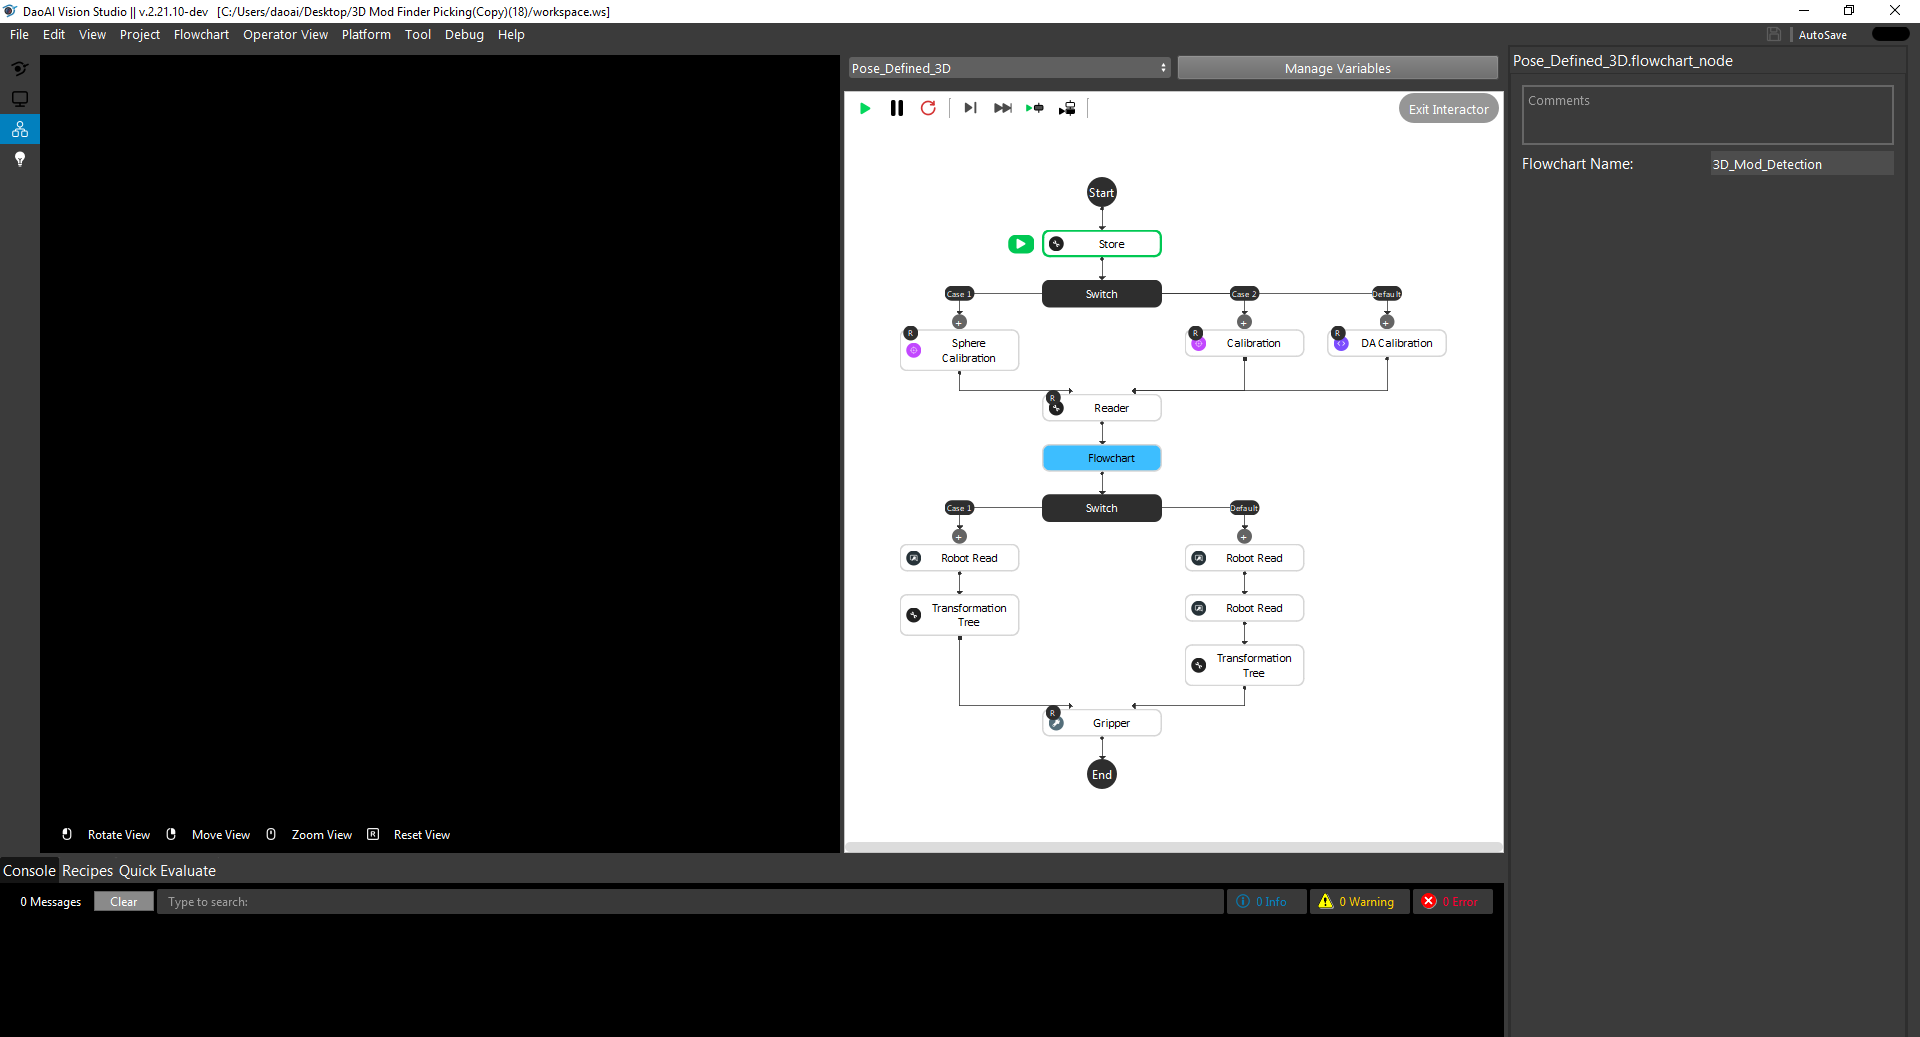 DaoAI Vision Studio || v.2.21.10-dev   [C:/Users/daoai/Desktop/3D Mod Finder Picking(Copy)(18)/workspace.ws]
File Edit View Project Flowchart Operator View Platform Tool Debug Help
AutoSave
Pose_Defined_3D
Manage Variables
Exit Interactor
Start
Store
Switch
Case 1
Case 2
Default
R
Sphere
Calibration
R
Calibration
R
DA Calibration
R
Reader
Flowchart
Switch
Case 1
Default
Robot Read
Robot Read
Transformation
Tree
Robot Read
Transformation
Tree
R
Gripper
End
Rotate View
Move View
Zoom View
R
Reset View
Pose_Defined_3D.flowchart_node
Comments
Flowchart Name:
3D_Mod_Detection
Console Recipes Quick Evaluate
0 Messages
Clear
Type to search:
0 Info
0 Warning
0 Error